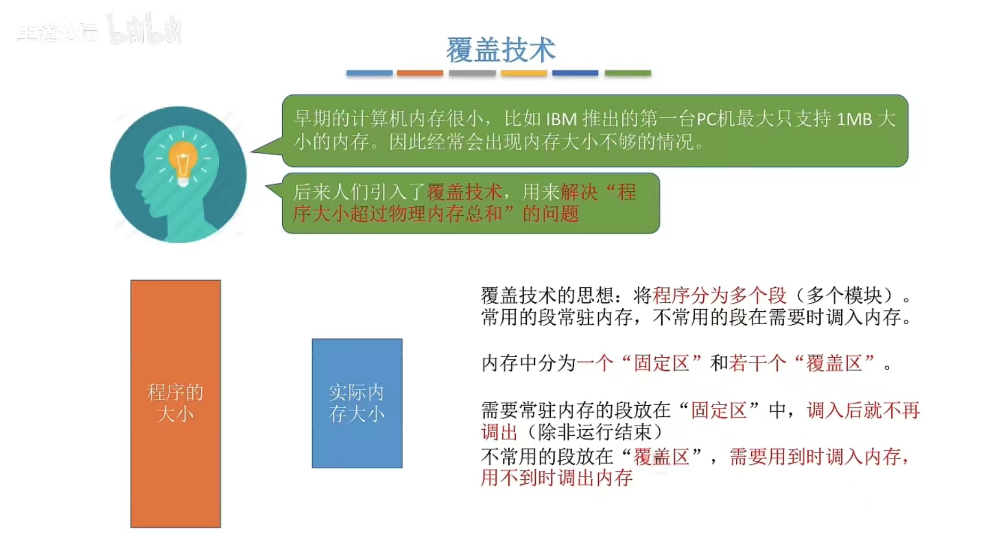 王道论坛 bilibili
覆盖技术
早期的计算机内存很小，比如 IBM 推出的第一台PC机最大只支持 1MB 大
小的内存。因此经常会出现内存大小不够的情况。
后来人们引入了覆盖技术，用来解决“程
序大小超过物理内存总和”的问题
程序的
大小
实际内
存大小
覆盖技术的思想：将程序分为多个段（多个模块）。
常用的段常驻内存，不常用的段在需要时调入内存。
内存中分为一个“固定区”和若干个“覆盖区”。
需要常驻内存的段放在“固定区”中，调入后就不再
调出（除非运行结束）
不常用的段放在“覆盖区”，需要用到时调入内存，
用不到时调出内存